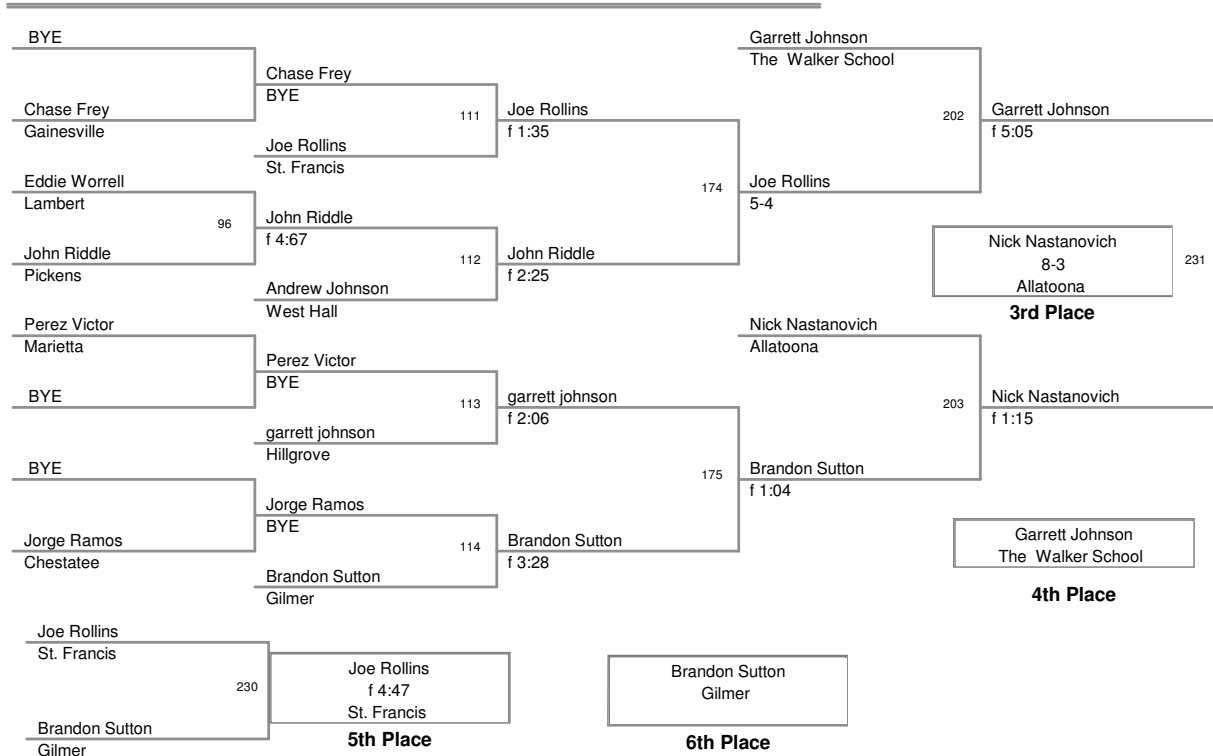 BYE
Chase Frey
Gainesville
Eddie Worrell
Lambert
96
John Riddle
Pickens
Perez Victor
Marietta
BYE
BYE
Jorge Ramos
Chestatee
Chase Frey
BYE
111
Joe Rollins
St. Francis
John Riddle
f 4:67
112
Andrew Johnson
West Hall
Perez Victor
BYE
113
garrett johnson
Hillgrove
Jorge Ramos
BYE
114
Brandon Sutton
Gilmer
Joe Rollins
f 1:35
174
John Riddle
f 2:25
garrett johnson
f 2:06
175
Brandon Sutton
f 3:28
Garrett Johnson
The Walker School
202
Joe Rollins
5-4
Nick Nastanovich
Allatoona
203
Brandon Sutton
f 1:04
Garrett Johnson
f 5:05
Nick Nastanovich
8-3
Allatoona
231
3rd Place
Nick Nastanovich
f 1:15
Garrett Johnson
The Walker School
4th Place
Joe Rollins
St. Francis
230
Brandon Sutton
Gilmer
Joe Rollins
f 4:47
St. Francis
5th Place
Brandon Sutton
Gilmer
6th Place